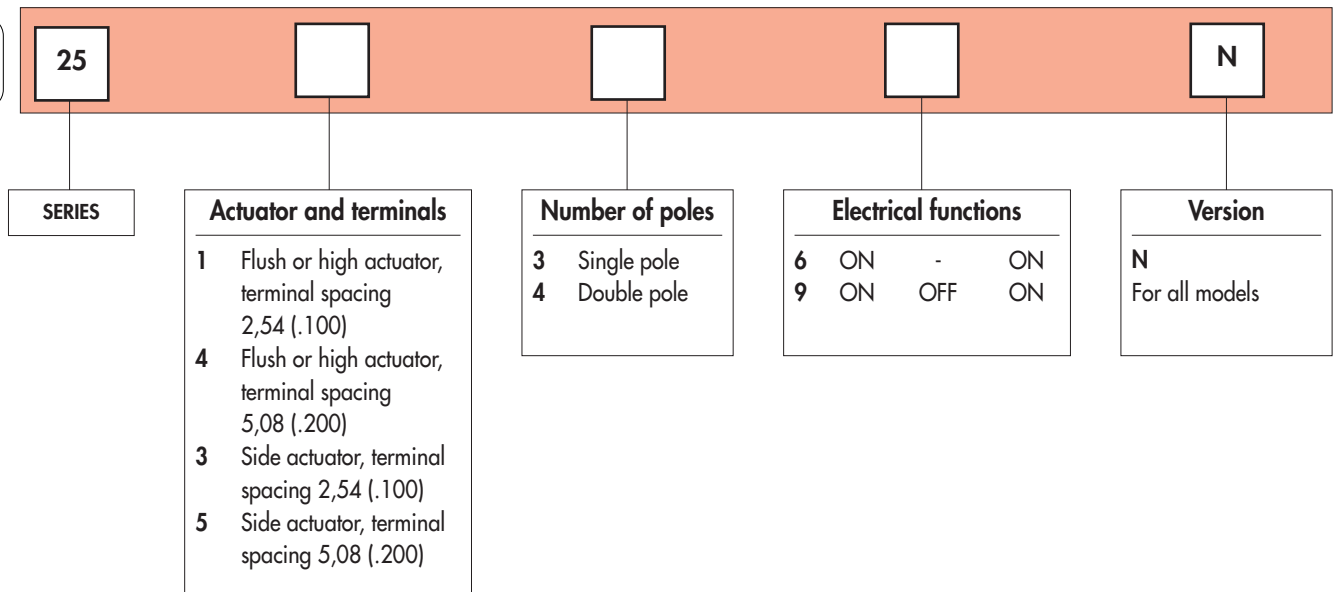 25
N
SERIES
Actuator and terminals
1 Flush or high actuator,
terminal spacing
2,54 (.100)
4 Flush or high actuator,
terminal spacing
5,08 (.200)
3 Side actuator, terminal
spacing 2,54 (.100)
5 Side actuator, terminal
spacing 5,08 (.200)
Number of poles
3 Single pole
4 Double pole
Electrical functions
6 ON - ON
9 ON OFF ON
Version
N
For all models